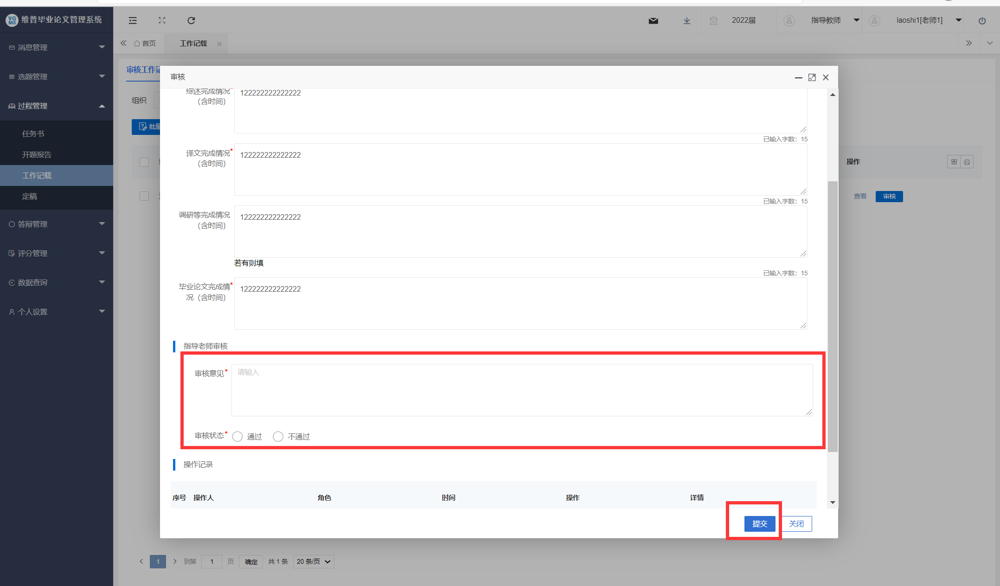 VG
MS
维普毕业论文管理系统
2022届
指导教师
laoshi1[老师1]
首页
工作记载
消息管理
选题管理
过程管理
任务书
开题报告
工作记载
定稿
答辩管理
评分管理
数据查询
个人设置
审核工作记
组织
批量
操作
查看
审核
审核
综述完成情况*
（含时间）
122222222222222
已输入字数：15
译文完成情况*
（含时间）
122222222222222
已输入字数：15
调研等完成情况
（含时间）
122222222222222
若有则填
已输入字数：15
毕业论文完成情*
况（含时间）
122222222222222
指导老师审核
审核意见*
请输入
审核状态*
通过
不通过
操作记录
序号 操作人 角色 时间 操作 详情
提交
关闭
1 到第 1 页 确定 共 1 条 20 条/页